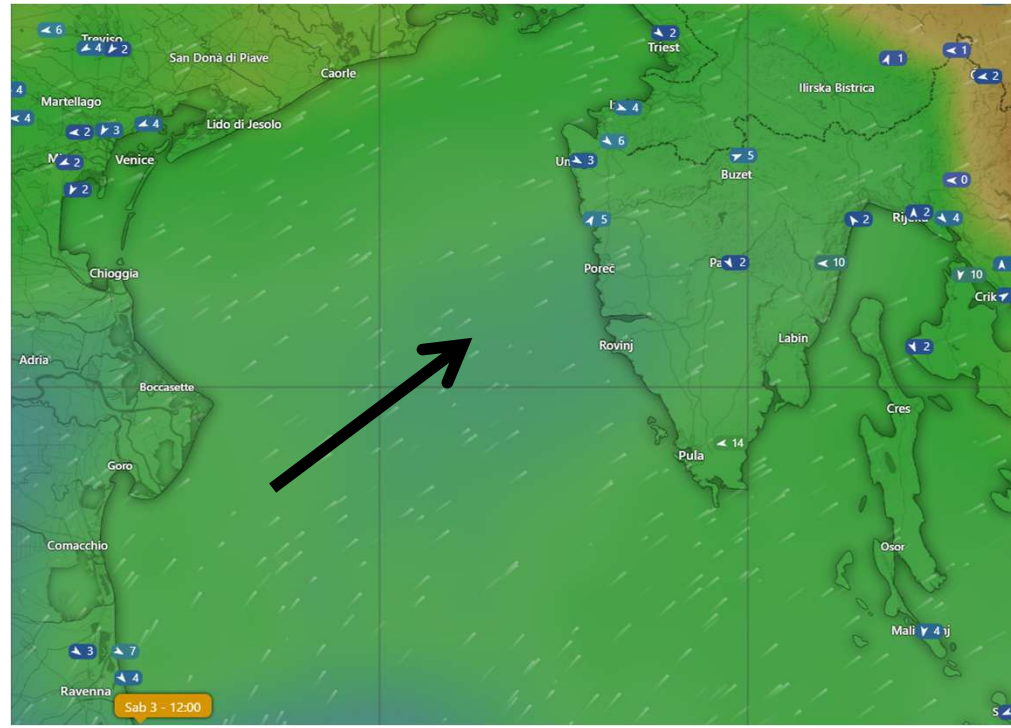 6
2
Treviso
4
2
Triest
San Donà di Piave
1
1
Caorle
2
4
Ilirska Bistrica
Martellago
4
4
Lido di Jesolo
2
3
4
6
Venice
2
3
5
Buzet
2
0
5
2
2
4
Chioggia
Poreč
2
10
10
Adria
Rovinj
Labin
2
Boccasette
Cres
14
Pula
Goro
Comacchio
Osor
4
3
7
4
Ravenna
Sab 3 - 12:00